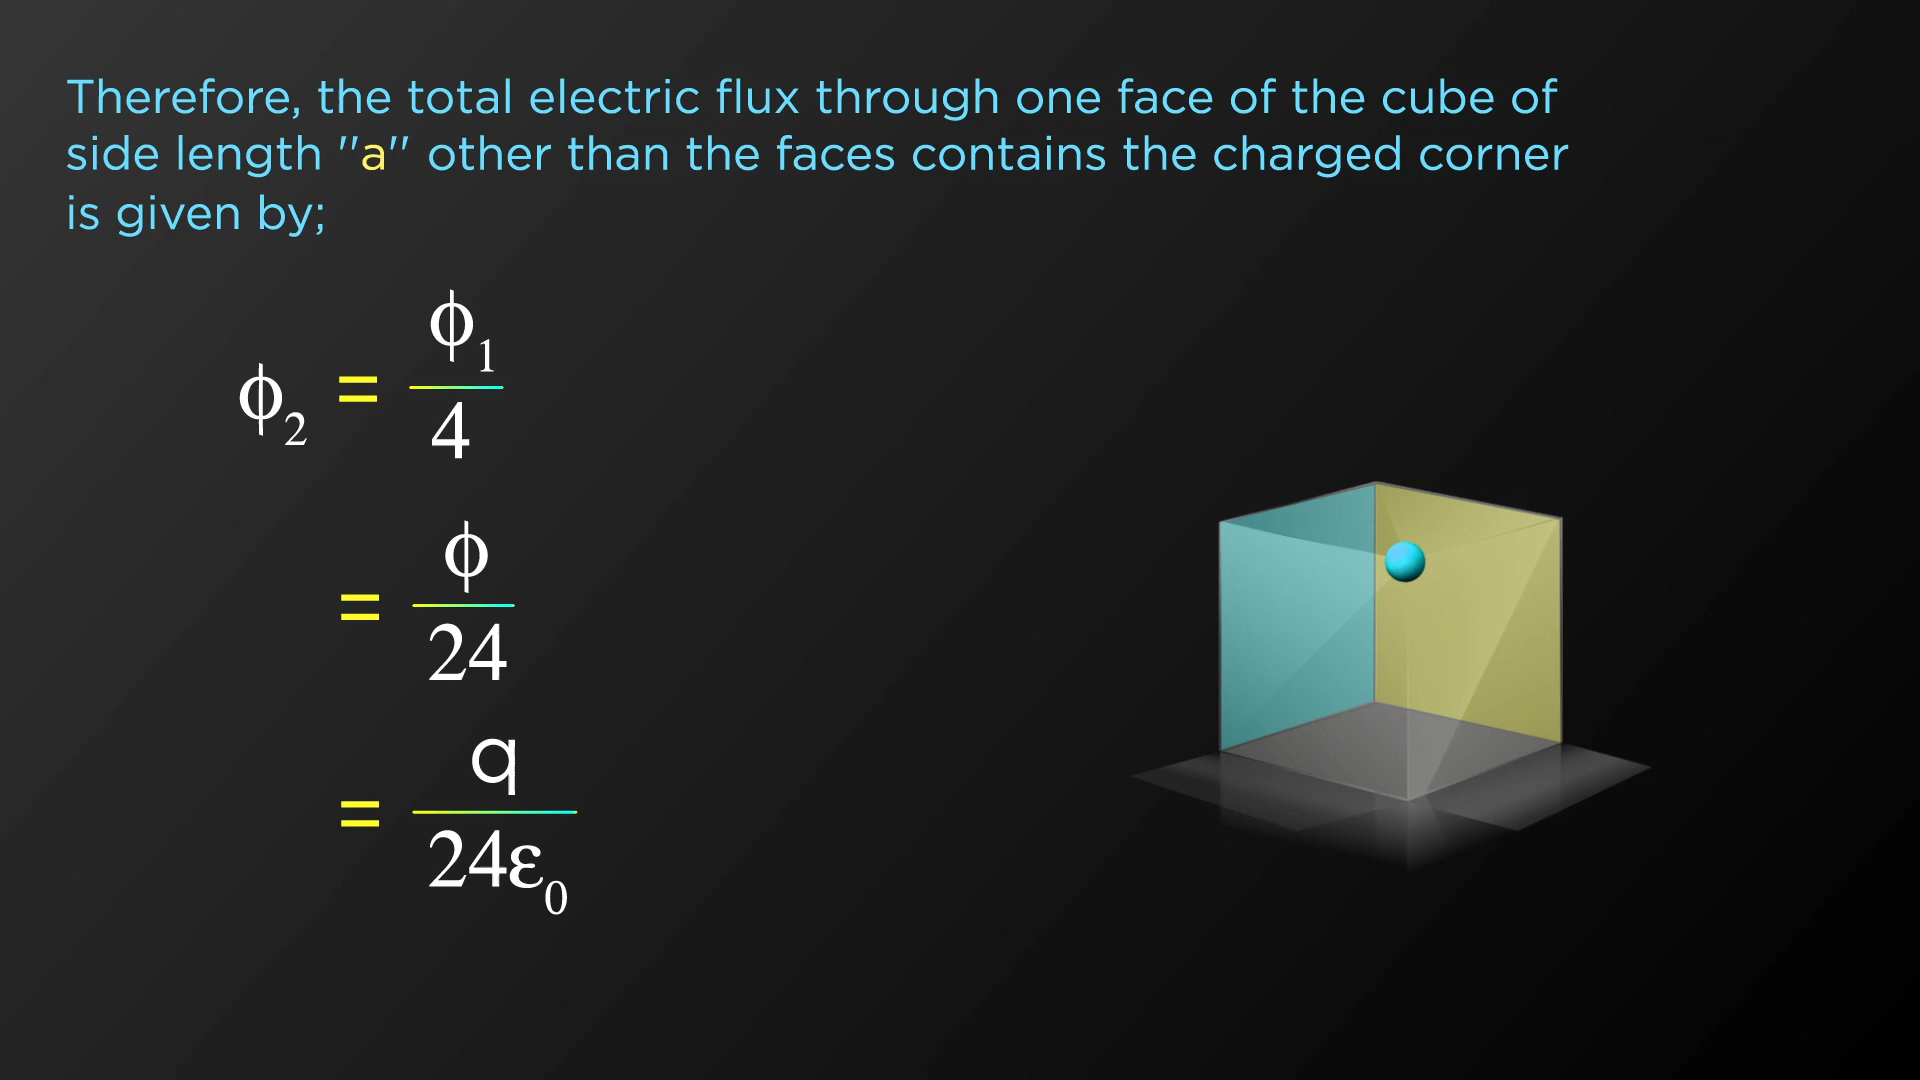 Therefore, the total electric flux through one face of the cube of
side length "a" other than the faces contains the charged corner
is given by;
ϕ₂ = ϕ₁/4
= ϕ/24
= q/24ε₀